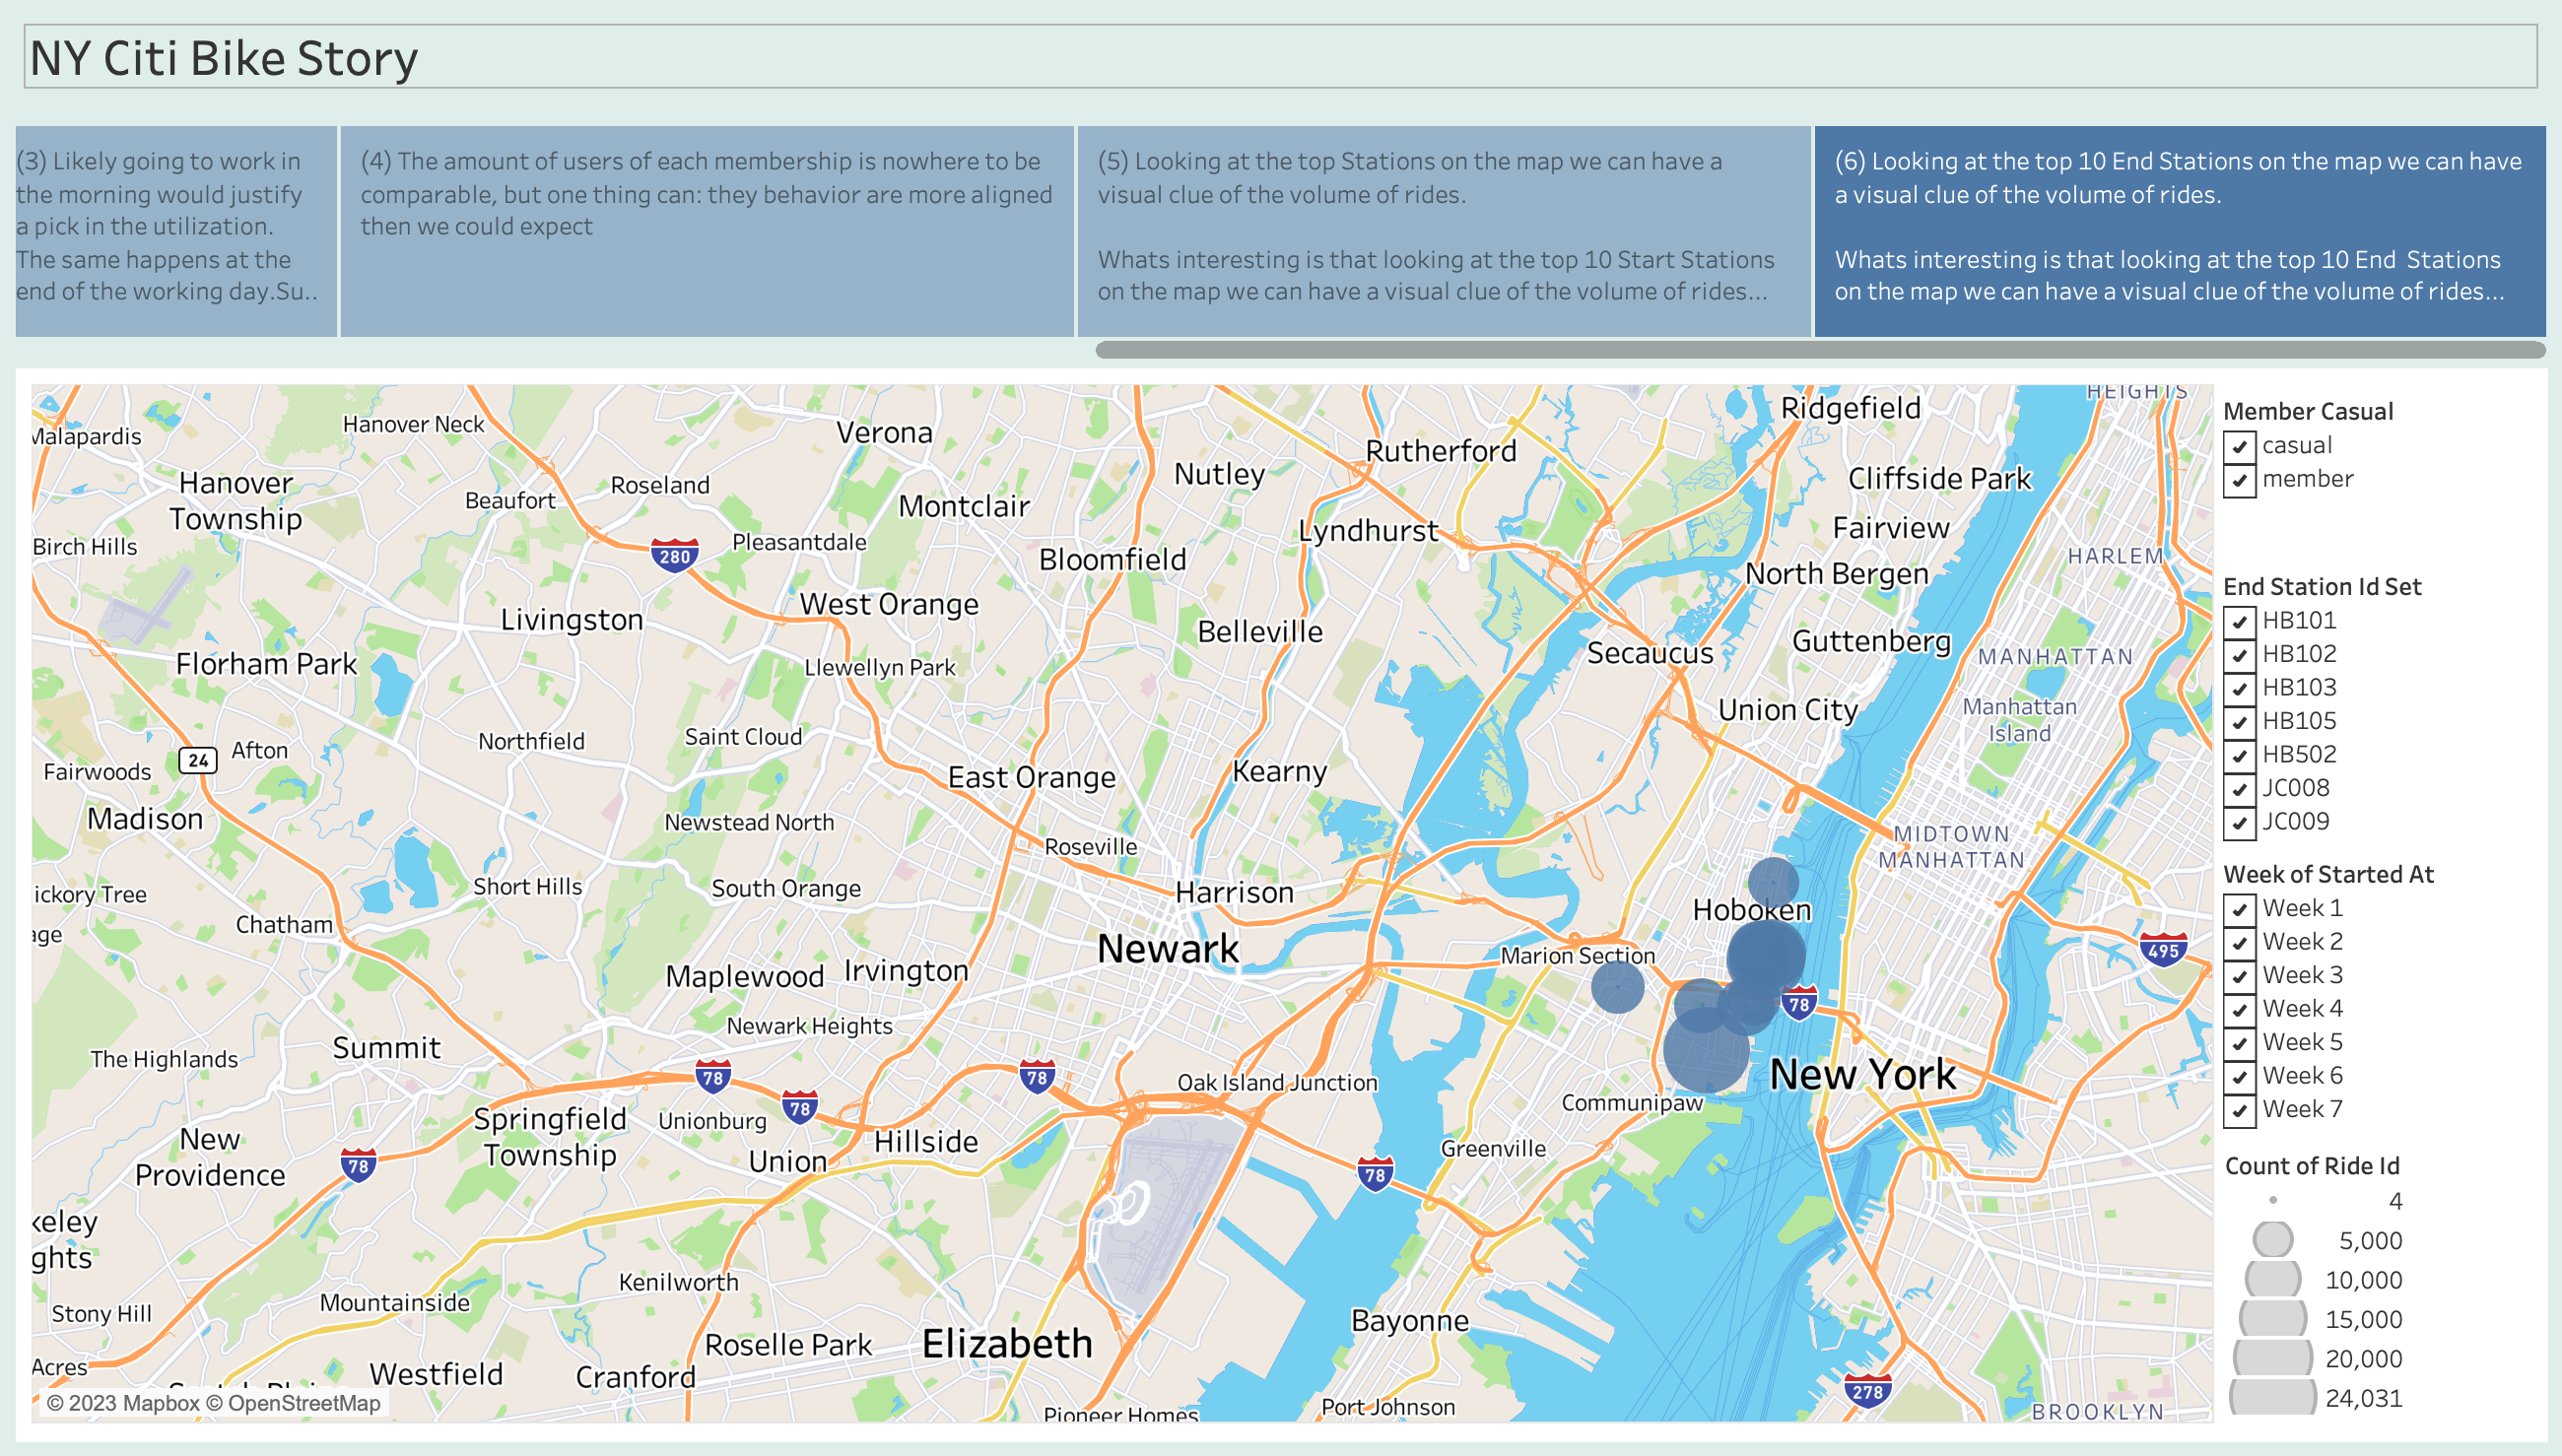 NY Citi Bike Story
(3) Likely going to work in
the morning would justify
a pick in the utilization.
The same happens at the
end of the working day.Su..
(4) The amount of users of each membership is nowhere to be
comparable, but one thing can: they behavior are more aligned
then we could expect
(5) Looking at the top Stations on the map we can have a
visual clue of the volume of rides.
Whats interesting is that looking at the top 10 Start Stations
on the map we can have a visual clue of the volume of rides...
(6) Looking at the top 10 End Stations on the map we can have
a visual clue of the volume of rides.
Whats interesting is that looking at the top 10 End  Stations
on the map we can have a visual clue of the volume of rides...
HEIGHTS
Ridgefield
Hanover Neck
Verona
Malapardis
Rutherford
Nutley
Cliffside Park
Hanover
Township
Roseland
Beaufort
Montclair
Lyndhurst
Fairview
Birch Hills
280
Pleasantdale
Bloomfield
HARLEM
North Bergen
West Orange
Livingston
Belleville
Guttenberg
Secaucus
MANHATTAN
Florham Park
Llewellyn Park
Manhattan
Island
Union City
Northfield
Saint Cloud
Afton
24
Fairwoods
East Orange
Kearny
Madison
Newstead North
MIDTOWN
MANHATTAN
Roseville
Short Hills
South Orange
Harrison
ickory Tree
Hoboken
Chatham
age
Newark
495
Marion Section
Maplewood
Irvington
78
Newark Heights
Summit
The Highlands
New York
78
78
78
Oak Island Junction
Communipaw
Springfield
Township
Unionburg
New
Providence
Hillside
Greenville
Union
78
78
keley
ghts
Kenilworth
Mountainside
Stony Hill
Bayonne
Elizabeth
Roselle Park
Acres
Westfield
Cranford
278
Port Johnson
Pioneer Homes
BROOKLYN
© 2023 Mapbox © OpenStreetMap
Member Casual
casual
member
End Station Id Set
HB101
HB102
HB103
HB105
HB502
JC008
JC009
Week of Started At
Week 1
Week 2
Week 3
Week 4
Week 5
Week 6
Week 7
Count of Ride Id
4
5,000
10,000
15,000
20,000
24,031